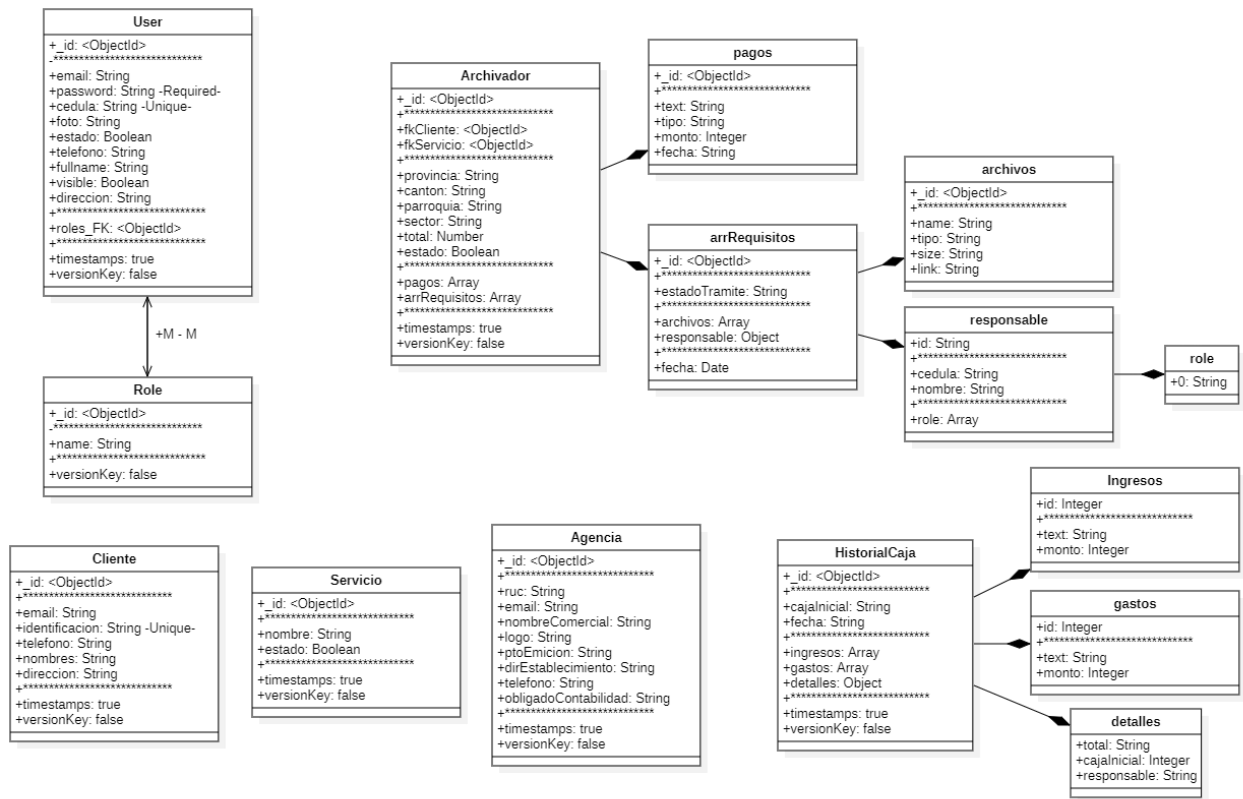 User
+_id: <ObjectId>
-*****************************
+email: String
+password: String -Required-
+cedula: String -Unique-
+foto: String
+estado: Boolean
+telefono: String
+fullname: String
+visible: Boolean
+direccion: String
+*****************************
+roles_FK: <ObjectId>
+*****************************
+timestamps: true
+versionKey: false
+M - M
Role
+_id: <ObjectId>
-*****************************
+name: String
+*****************************
+versionKey: false
Archivador
+_id: <ObjectId>
+*****************************
+fkCliente: <ObjectId>
+fkServicio: <ObjectId>
+*****************************
+provincia: String
+canton: String
+parroquia: String
+sector: String
+total: Number
+estado: Boolean
+*****************************
+pagos: Array
+arrRequisitos: Array
+*****************************
+timestamps: true
+versionKey: false
pagos
+_id: <ObjectId>
+*****************************
+text: String
+tipo: String
+monto: Integer
+fecha: String
arrRequisitos
+_id: <ObjectId>
+*****************************
+estadoTramite: String
+*****************************
+archivos: Array
+responsable: Object
+*****************************
+fecha: Date
archivos
+_id: <ObjectId>
+*****************************
+name: String
+tipo: String
+size: String
+link: String
responsable
+id: String
+*****************************
+cedula: String
+nombre: String
+*****************************
+role: Array
role
+0: String
Cliente
+_id: <ObjectId>
+*****************************
+email: String
+identificacion: String -Unique-
+telefono: String
+nombres: String
+direccion: String
+*****************************
+timestamps: true
+versionKey: false
Servicio
+_id: <ObjectId>
+*****************************
+nombre: String
+estado: Boolean
+*****************************
+timestamps: true
+versionKey: false
Agencia
+_id: <ObjectId>
+*****************************
+ruc: String
+email: String
+nombreComercial: String
+logo: String
+ptoEmicion: String
+dirEstablecimiento: String
+telefono: String
+obligadoContabilidad: String
+*****************************
+timestamps: true
+versionKey: false
HistorialCaja
+_id: <ObjectId>
+***************************
+cajaInicial: String
+fecha: String
+***************************
+ingresos: Array
+gastos: Array
+detalles: Object
+***************************
+timestamps: true
+versionKey: false
Ingresos
+id: Integer
+*****************************
+text: String
+monto: Integer
gastos
+id: Integer
+*****************************
+text: String
+monto: Integer
detalles
+total: String
+cajaInicial: Integer
+responsable: String